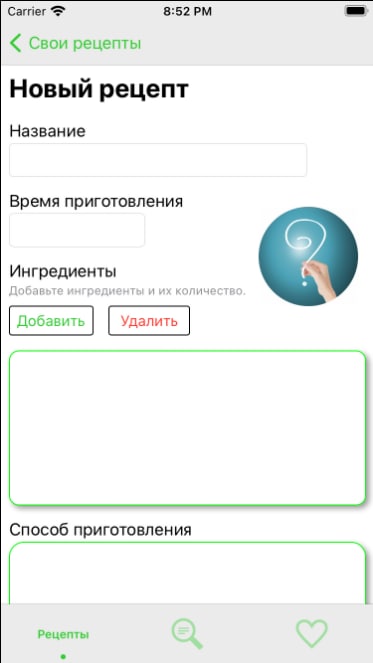 Carrier 8:52 PM
Свои рецепты
Новый рецепт
Название
Время приготовления
Ингредиенты
Добавьте ингредиенты и их количество.
Добавить Удалить
Способ приготовления
Рецепты